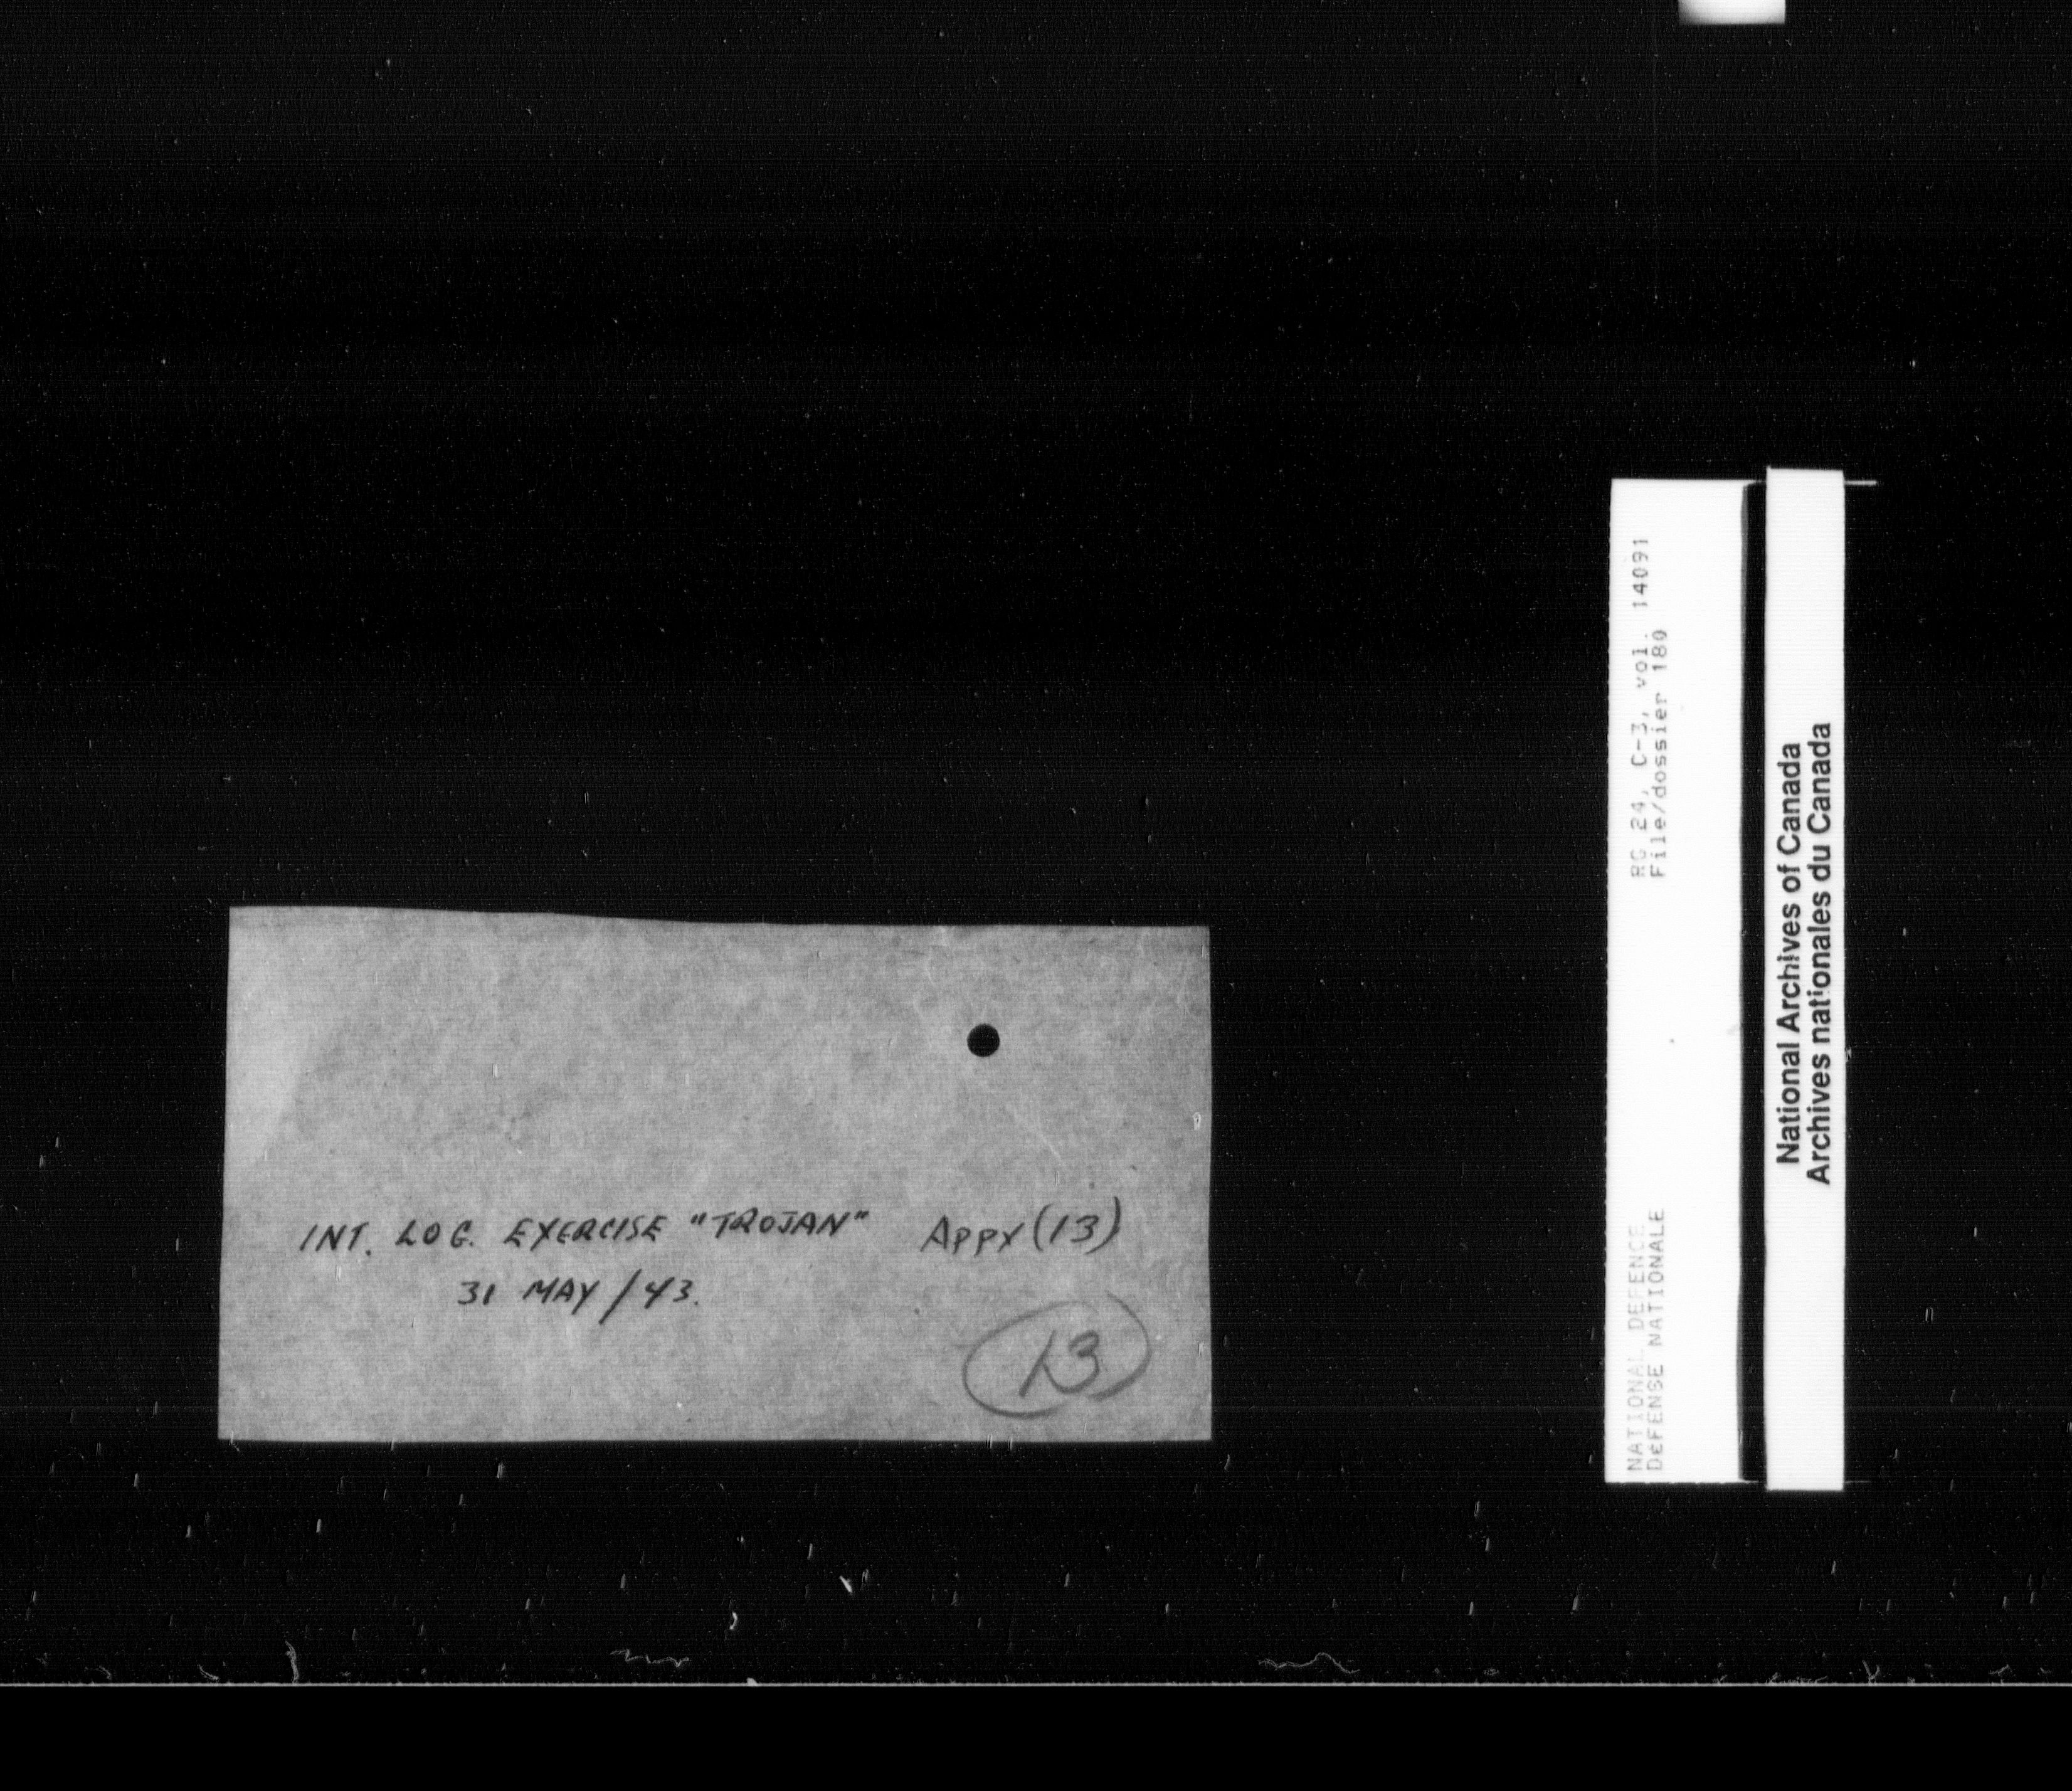 INT. LOG. EXERCISE "TROJAN" APPX (13)
31 MAY / 43.
13
NATIONAL DEFENCE RG 24, C-3, vol. 14091
DéFENSE NATIONALE File/dossier 180
National Archives of Canada
Archives nationales du Canada